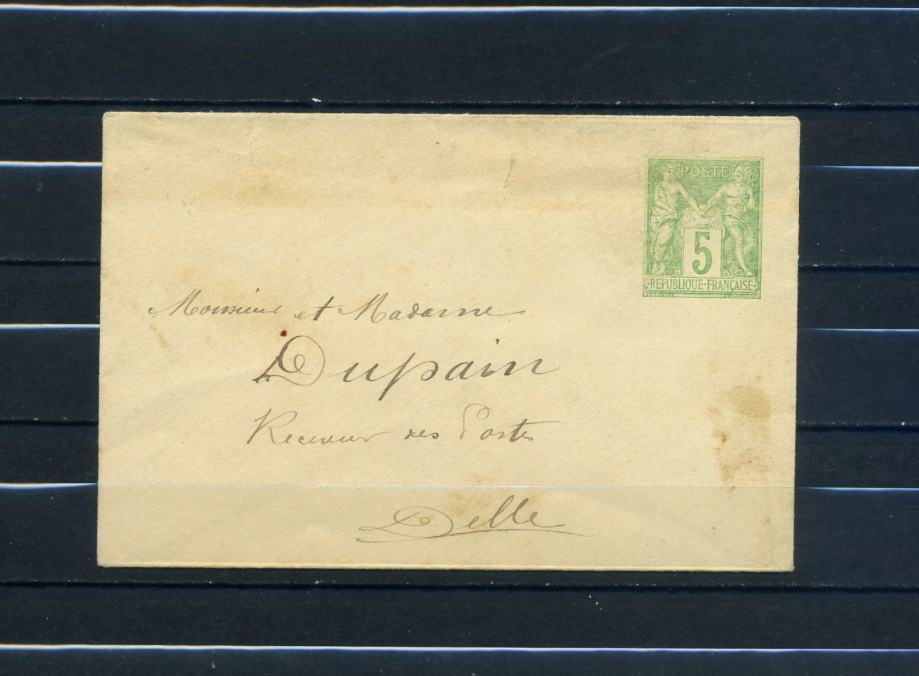 POSTE
5
REPUBLIQUE-FRANÇAISE
Monsieur et Madame
Dupain
Receveur des Postes
Delle